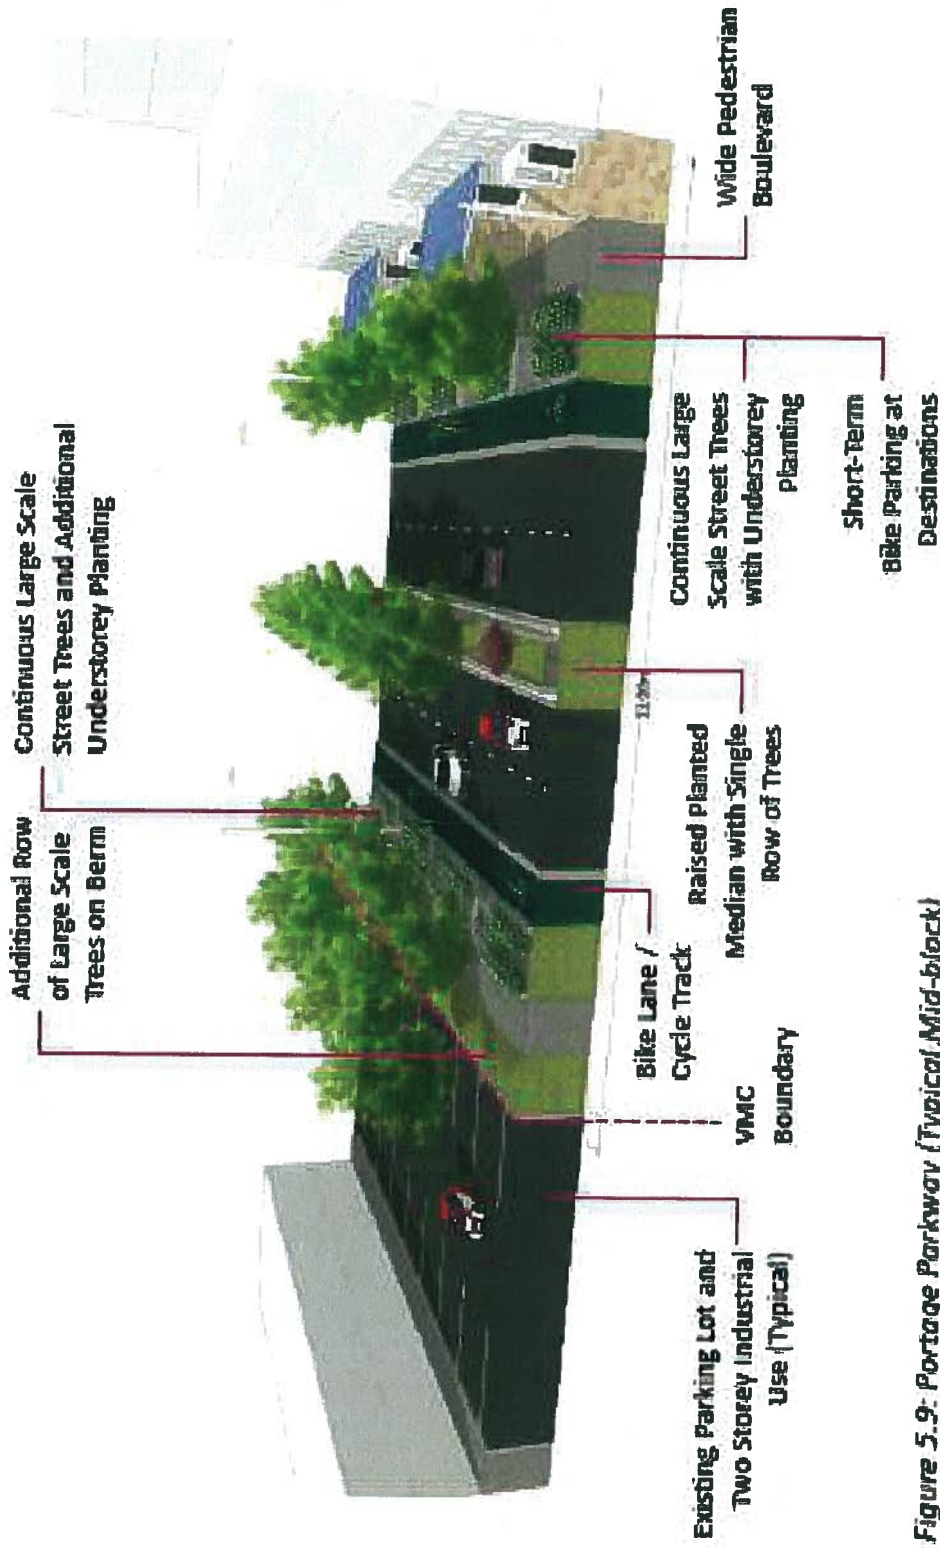 Additional Row
of Large Scale
Trees on Berm
Continuous Large Scale
Street Trees and Additional
Understorey Planting
Existing Parking Lot and
Two Storey Industrial
Use (Typical)
VMC
Boundary
Bike Lane /
Cycle Track
Raised Planted
Median with Single
Row of Trees
Continuous Large
Scale Street Trees
with Understorey
Planting
Short-Term
Bike Parking at
Destinations
Wide Pedestrian
Boulevard
Figure 5.9: Portage Parkway (Typical Mid-block)